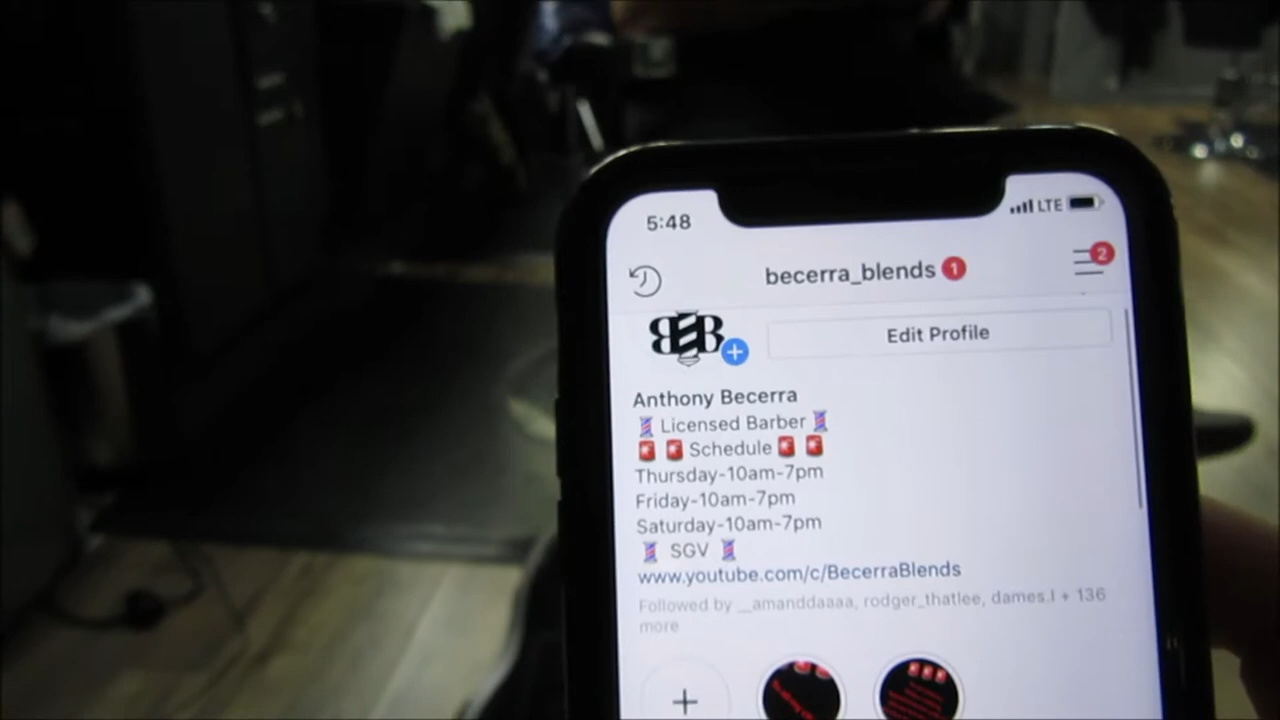 5:48
LTE
becerra_blends 1
2
BB
Edit Profile
Anthony Becerra
💈 Licensed Barber 💈
🚨 🚨 Schedule 🚨 🚨
Thursday-10am-7pm
Friday-10am-7pm
Saturday-10am-7pm
💈 SGV 💈
www.youtube.com/c/BecerraBlends
Followed by __amanddaaaa, rodger_thatlee, dames.l + 136
more